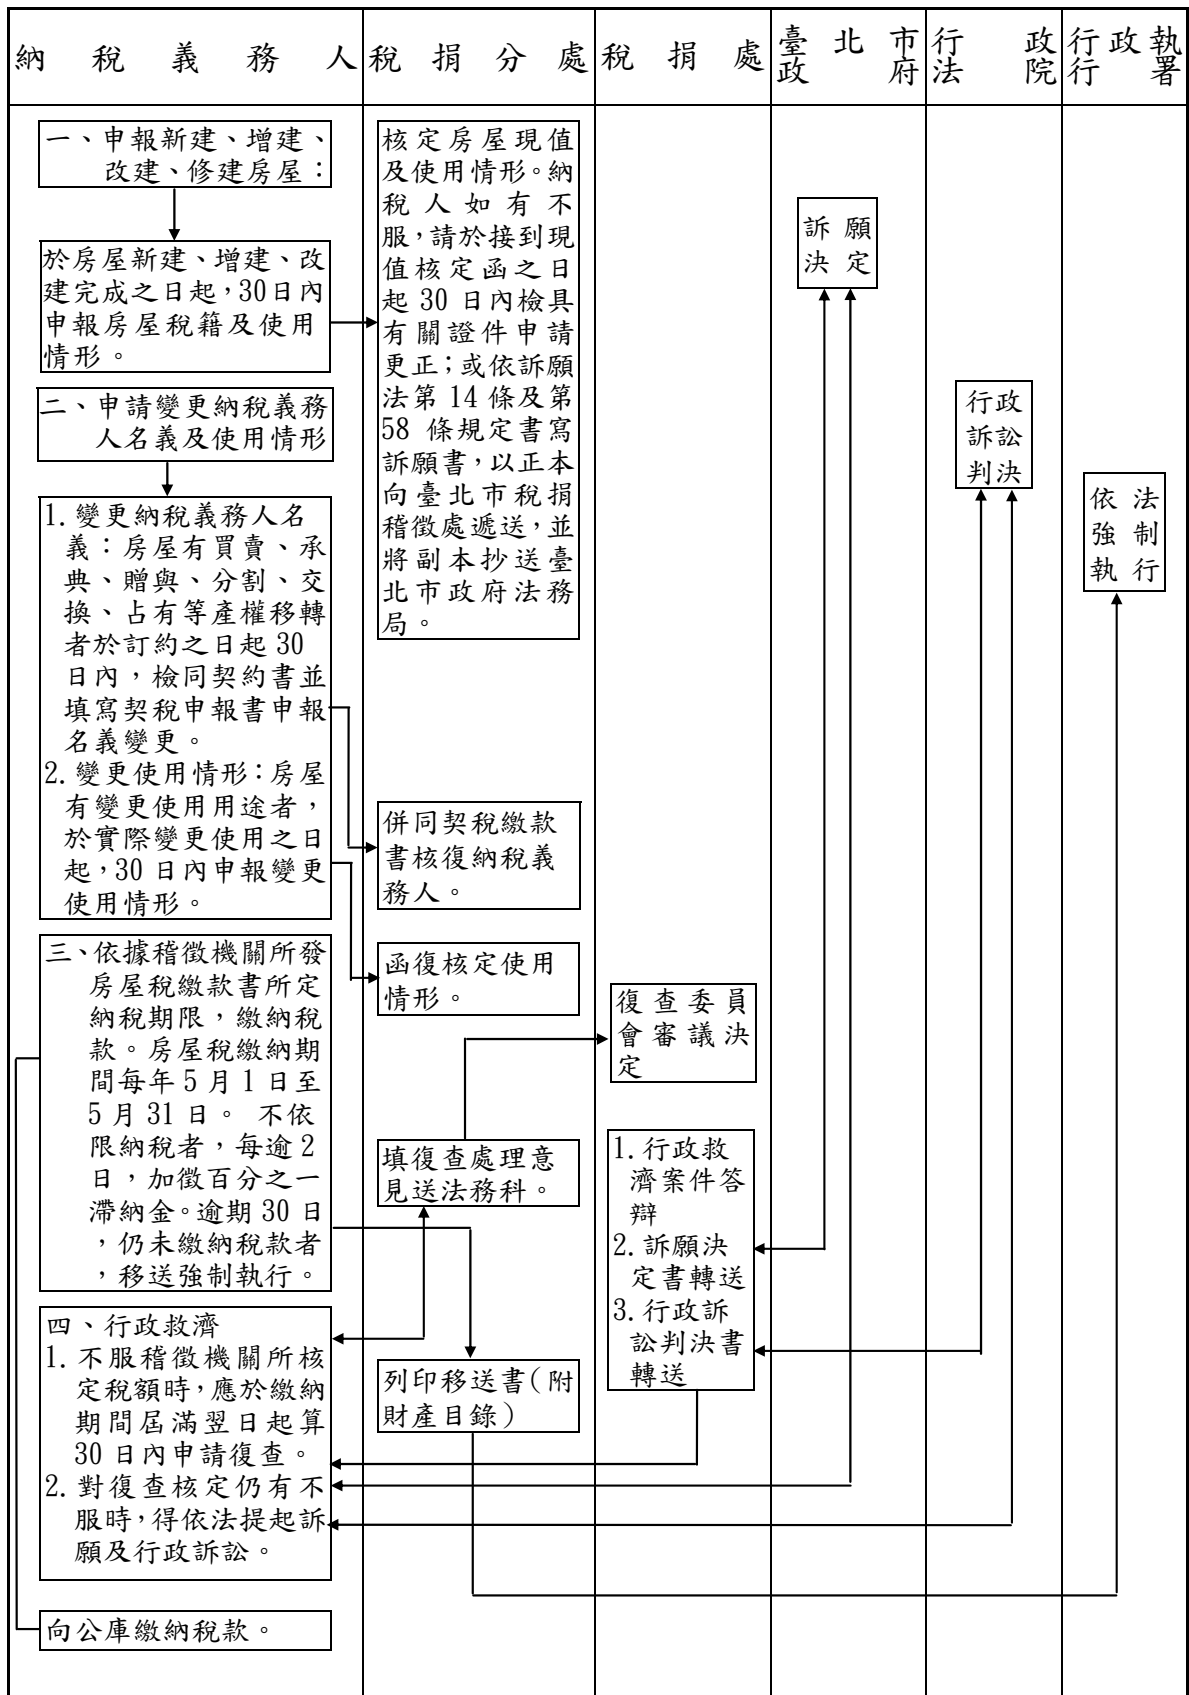 納稅義務人
稅捐分處
稅捐處
臺北市
政府
行政
法院
行政執
行署
一、申報新建、增建、
改建、修建房屋：
於房屋新建、增建、改
建完成之日起，30日內
申報房屋稅籍及使用
情形。
二、申請變更納稅義務
人名義及使用情形
1.變更納稅義務人名
義：房屋有買賣、承
典、贈與、分割、交
換、占有等產權移轉
者於訂約之日起 30
日內，檢同契約書並
填寫契稅申報書申報
名義變更。
2.變更使用情形：房屋
有變更使用用途者，
於實際變更使用之日
起，30 日內申報變更
使用情形。
三、依據稽徵機關所發
房屋稅繳款書所定
納稅期限，繳納稅
款。房屋稅繳納期
間每年 5 月 1 日至
5 月 31 日。 不依
限納稅者，每逾 2
日，加徵百分之一
滯納金。逾期 30 日
，仍未繳納稅款者
，移送強制執行。
四、行政救濟
1.不服稽徵機關所核
定稅額時，應於繳納
期間屆滿翌日起算
30 日內申請復查。
2.對復查核定仍有不
服時，得依法提起訴
願及行政訴訟。
向公庫繳納稅款。
核定房屋現值
及使用情形。納
稅人如有不
服，請於接到現
值核定函之日
起 30 日內檢具
有關證件申請
更正；或依訴願
法第 14 條及第
58 條規定書寫
訴願書，以正本
向臺北市稅捐
稽徵處遞送，並
將副本抄送臺
北市政府法務
局。
併同契稅繳款
書核復納稅義
務人。
函復核定使用
情形。
填復查處理意
見送法務科。
列印移送書（附
財產目錄）
復查委員
會審議決
定
1.行政救
濟案件答
辯
2.訴願決
定書轉送
3.行政訴
訟判決書
轉送
訴願
決定
行政
訴訟
判決
依法
強制
執行